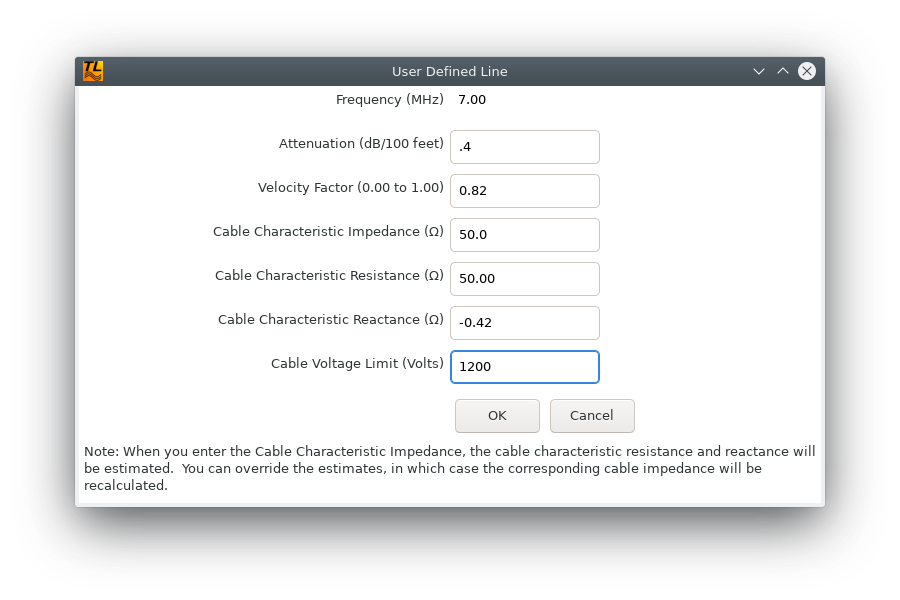 TL
User Defined Line
Frequency (MHz) 7.00
Attenuation (dB/100 feet) .4
Velocity Factor (0.00 to 1.00) 0.82
Cable Characteristic Impedance (Ω) 50.0
Cable Characteristic Resistance (Ω) 50.00
Cable Characteristic Reactance (Ω) -0.42
Cable Voltage Limit (Volts) 1200
OK Cancel
Note: When you enter the Cable Characteristic Impedance, the cable characteristic resistance and reactance will
be estimated.  You can override the estimates, in which case the corresponding cable impedance will be
recalculated.